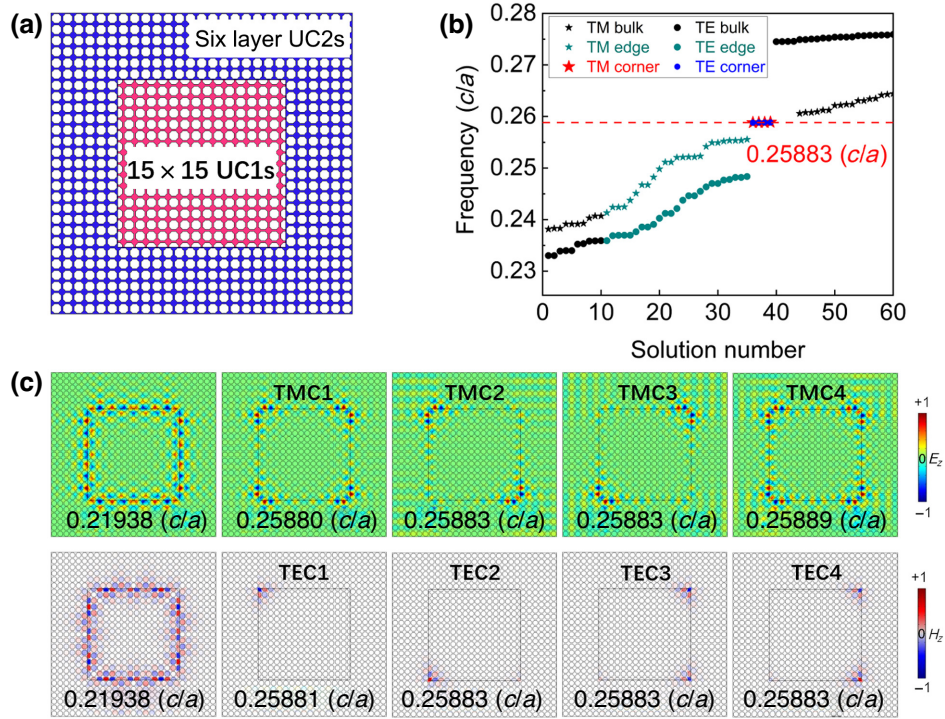 (a)
Six layer UC2s
15 × 15 UC1s
(b)
Frequency (c/a)
0.28
0.27
0.26
0.25
0.24
0.23
TM bulk
TE bulk
TM edge
TE edge
TM corner
TE corner
0.25883 (c/a)
0
10
20
30
40
50
60
Solution number
(c)
0.21938 (c/a)
TMC1
0.25880 (c/a)
TMC2
0.25883 (c/a)
TMC3
0.25883 (c/a)
TMC4
0.25889 (c/a)
+1
0 Ez
−1
0.21938 (c/a)
TEC1
0.25881 (c/a)
TEC2
0.25883 (c/a)
TEC3
0.25883 (c/a)
TEC4
0.25883 (c/a)
+1
0 Hz
−1